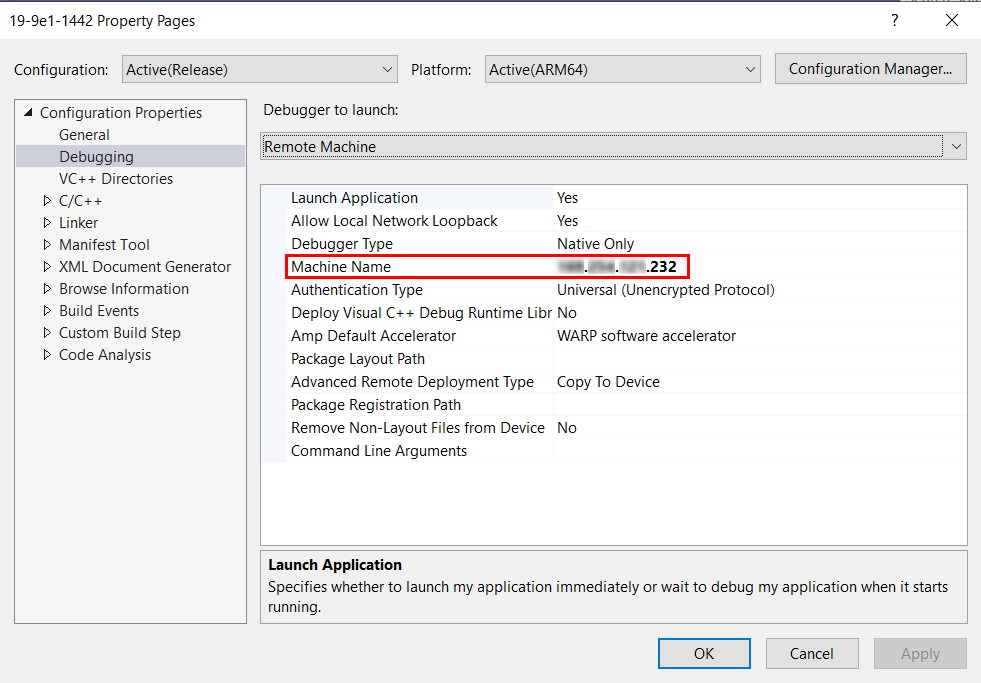 19-9e1-1442 Property Pages
?
Configuration: Active(Release) Platform: Active(ARM64) Configuration Manager...
Configuration Properties
General
Debugging
VC++ Directories
C/C++
Linker
Manifest Tool
XML Document Generator
Browse Information
Build Events
Custom Build Step
Code Analysis
Debugger to launch:
Remote Machine
Launch Application Yes
Allow Local Network Loopback Yes
Debugger Type Native Only
Machine Name .232
Authentication Type Universal (Unencrypted Protocol)
Deploy Visual C++ Debug Runtime Libr No
Amp Default Accelerator WARP software accelerator
Package Layout Path
Advanced Remote Deployment Type Copy To Device
Package Registration Path
Remove Non-Layout Files from Device No
Command Line Arguments
Launch Application
Specifies whether to launch my application immediately or wait to debug my application when it starts
running.
OK Cancel Apply